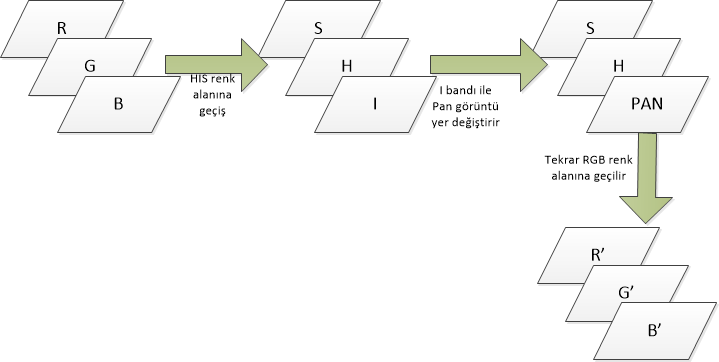 R
G
B
HIS renk
alanına
geçiş
S
H
I
I bandı ile
Pan görüntü
yer değiştirir
S
H
PAN
Tekrar RGB renk
alanına geçilir
R’
G’
B’